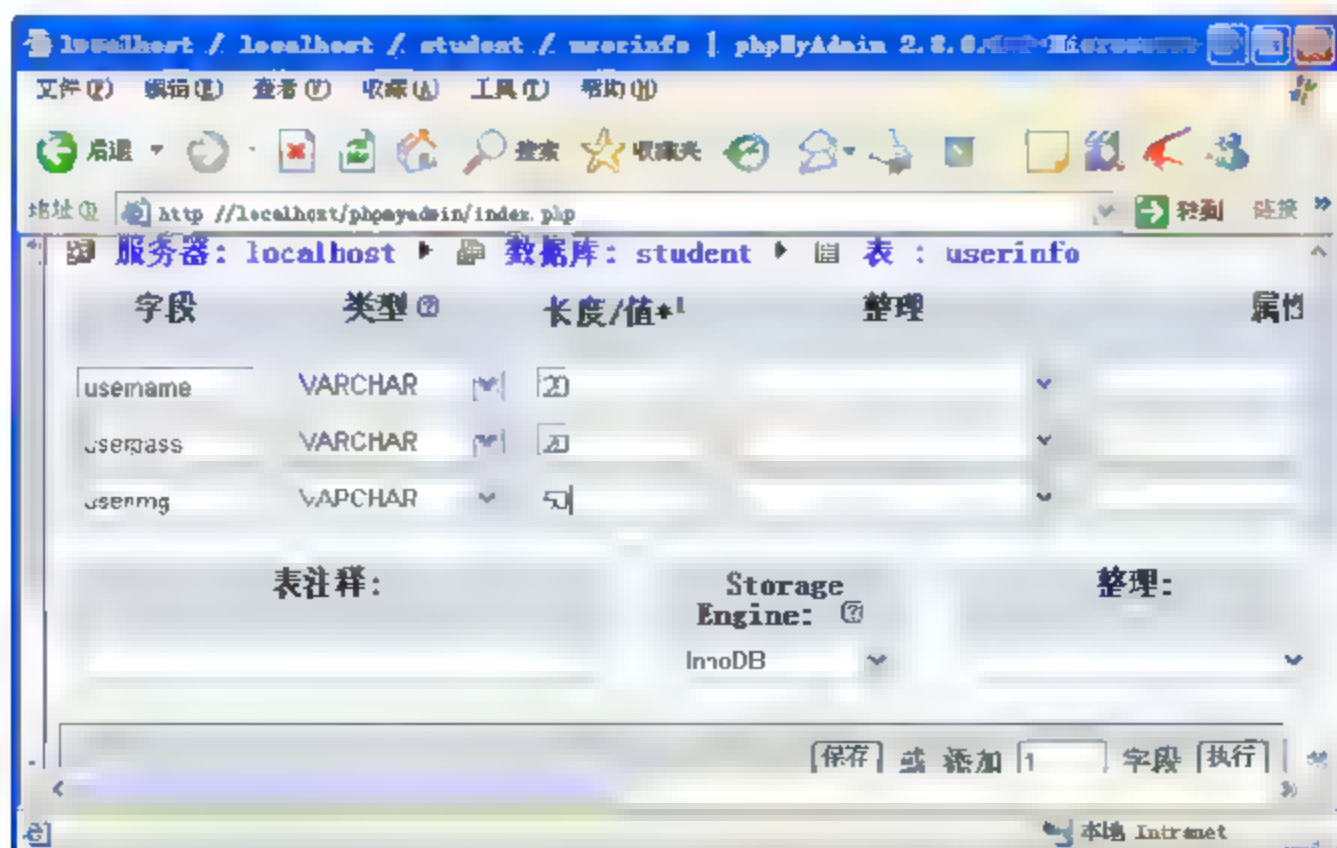 localhost / localhost / student / userinfo | phpMyAdmin 2.8.0.
文件(F) 编辑(E) 查看(V) 收藏(A) 工具(T) 帮助(H)
后退 搜索 收藏夹
地址(D) http //localhost/phpmyadmin/index.php 转到 链接 »
服务器: localhost ▶ 数据库: student ▶ 表 : userinfo
字段 类型 长度/值*1 整理 属性
username VARCHAR 20
userpass VARCHAR 20
VARCHAR 50
表注释: Storage Engine: 整理:
InnoDB
保存 或 添加 1 字段 执行
本地 Intranet